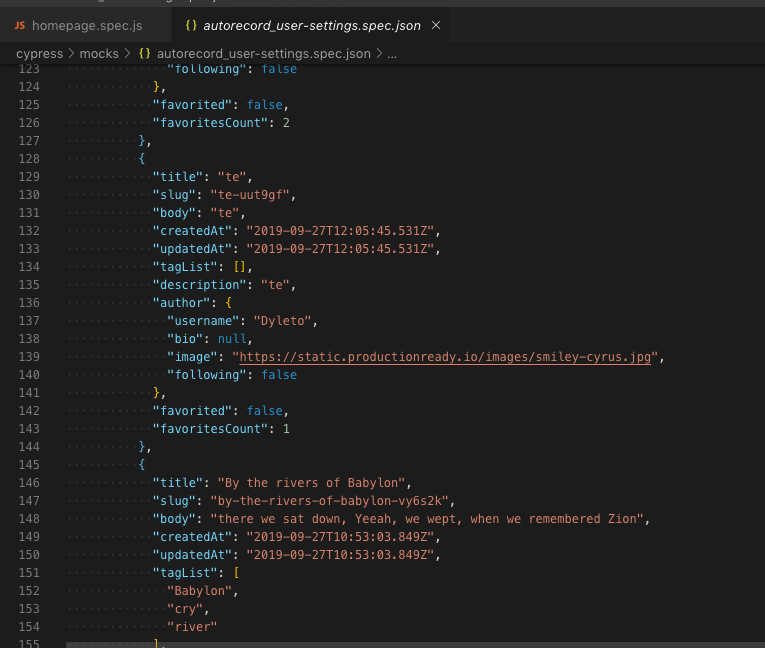 JS homepage.spec.js
{} autorecord_user-settings.spec.json ×
cypress > mocks > {} autorecord_user-settings.spec.json > ...
123 "following": false
124 },
125 "favorited": false,
126 "favoritesCount": 2
127 },
128 {
129 "title": "te",
130 "slug": "te-uut9gf",
131 "body": "te",
132 "createdAt": "2019-09-27T12:05:45.531Z",
133 "updatedAt": "2019-09-27T12:05:45.531Z",
134 "tagList": [],
135 "description": "te",
136 "author": {
137 "username": "Dyleto",
138 "bio": null,
139 "image": "https://static.productionready.io/images/smiley-cyrus.jpg",
140 "following": false
141 },
142 "favorited": false,
143 "favoritesCount": 1
144 },
145 {
146 "title": "By the rivers of Babylon",
147 "slug": "by-the-rivers-of-babylon-vy6s2k",
148 "body": "there we sat down, Yeeah, we wept, when we remembered Zion",
149 "createdAt": "2019-09-27T10:53:03.849Z",
150 "updatedAt": "2019-09-27T10:53:03.849Z",
151 "tagList": [
152 "Babylon",
153 "cry",
154 "river"
155 ],